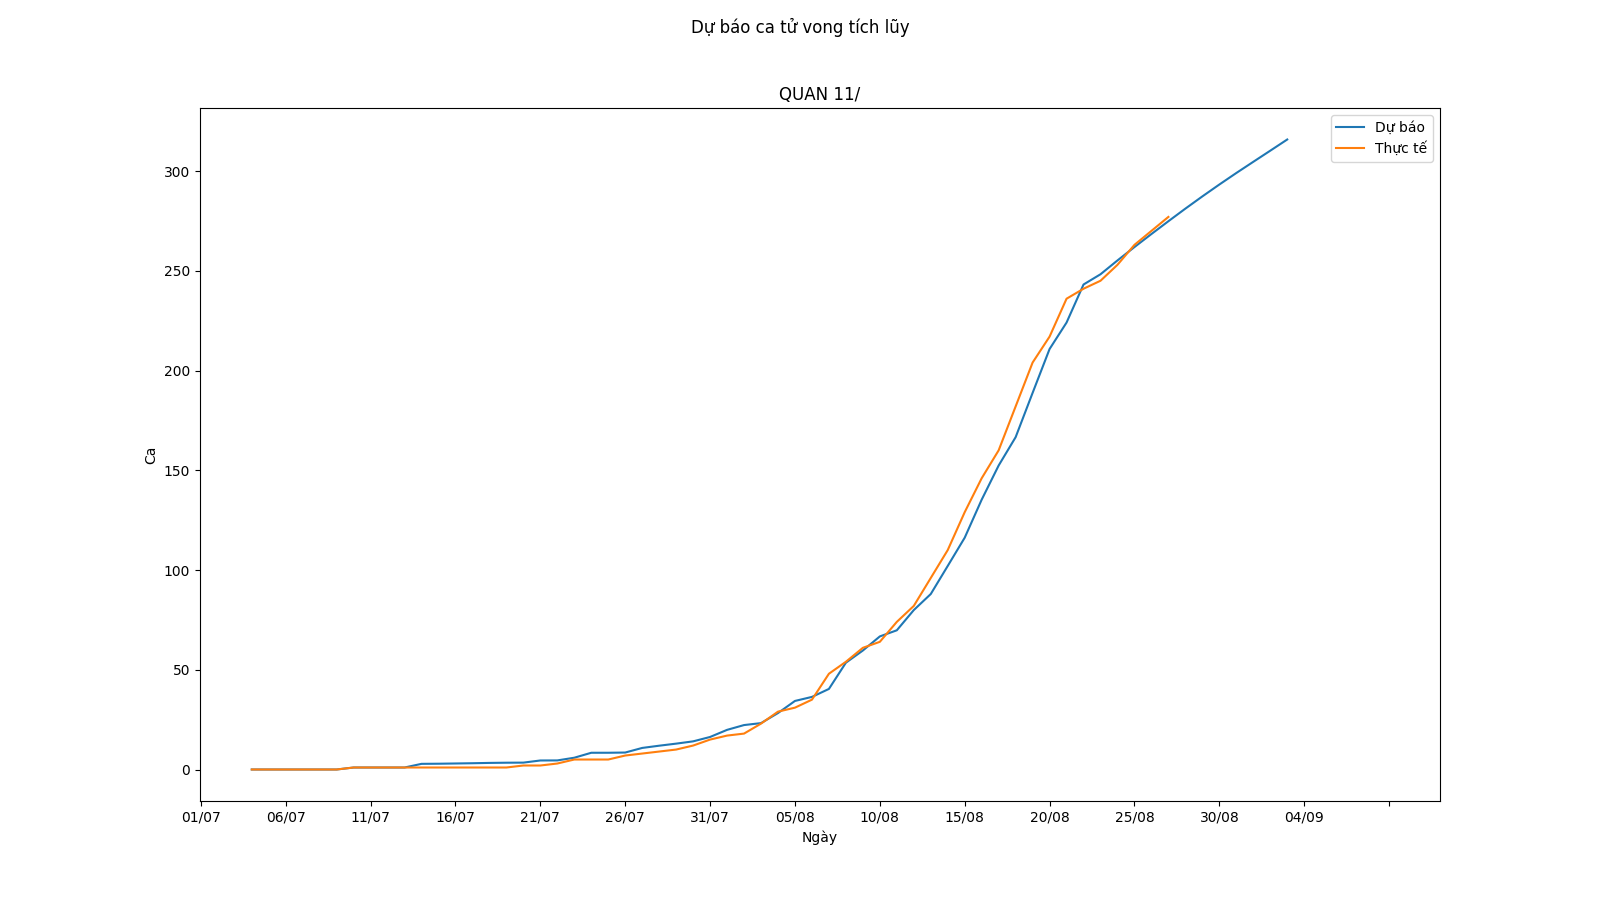 Dự báo ca tử vong tích lũy
QUAN 11/
Dự báo
Thực tế
300
250
200
150
100
50
0
Ca
01/07 06/07 11/07 16/07 21/07 26/07 31/07 05/08 10/08 15/08 20/08 25/08 30/08 04/09
Ngày